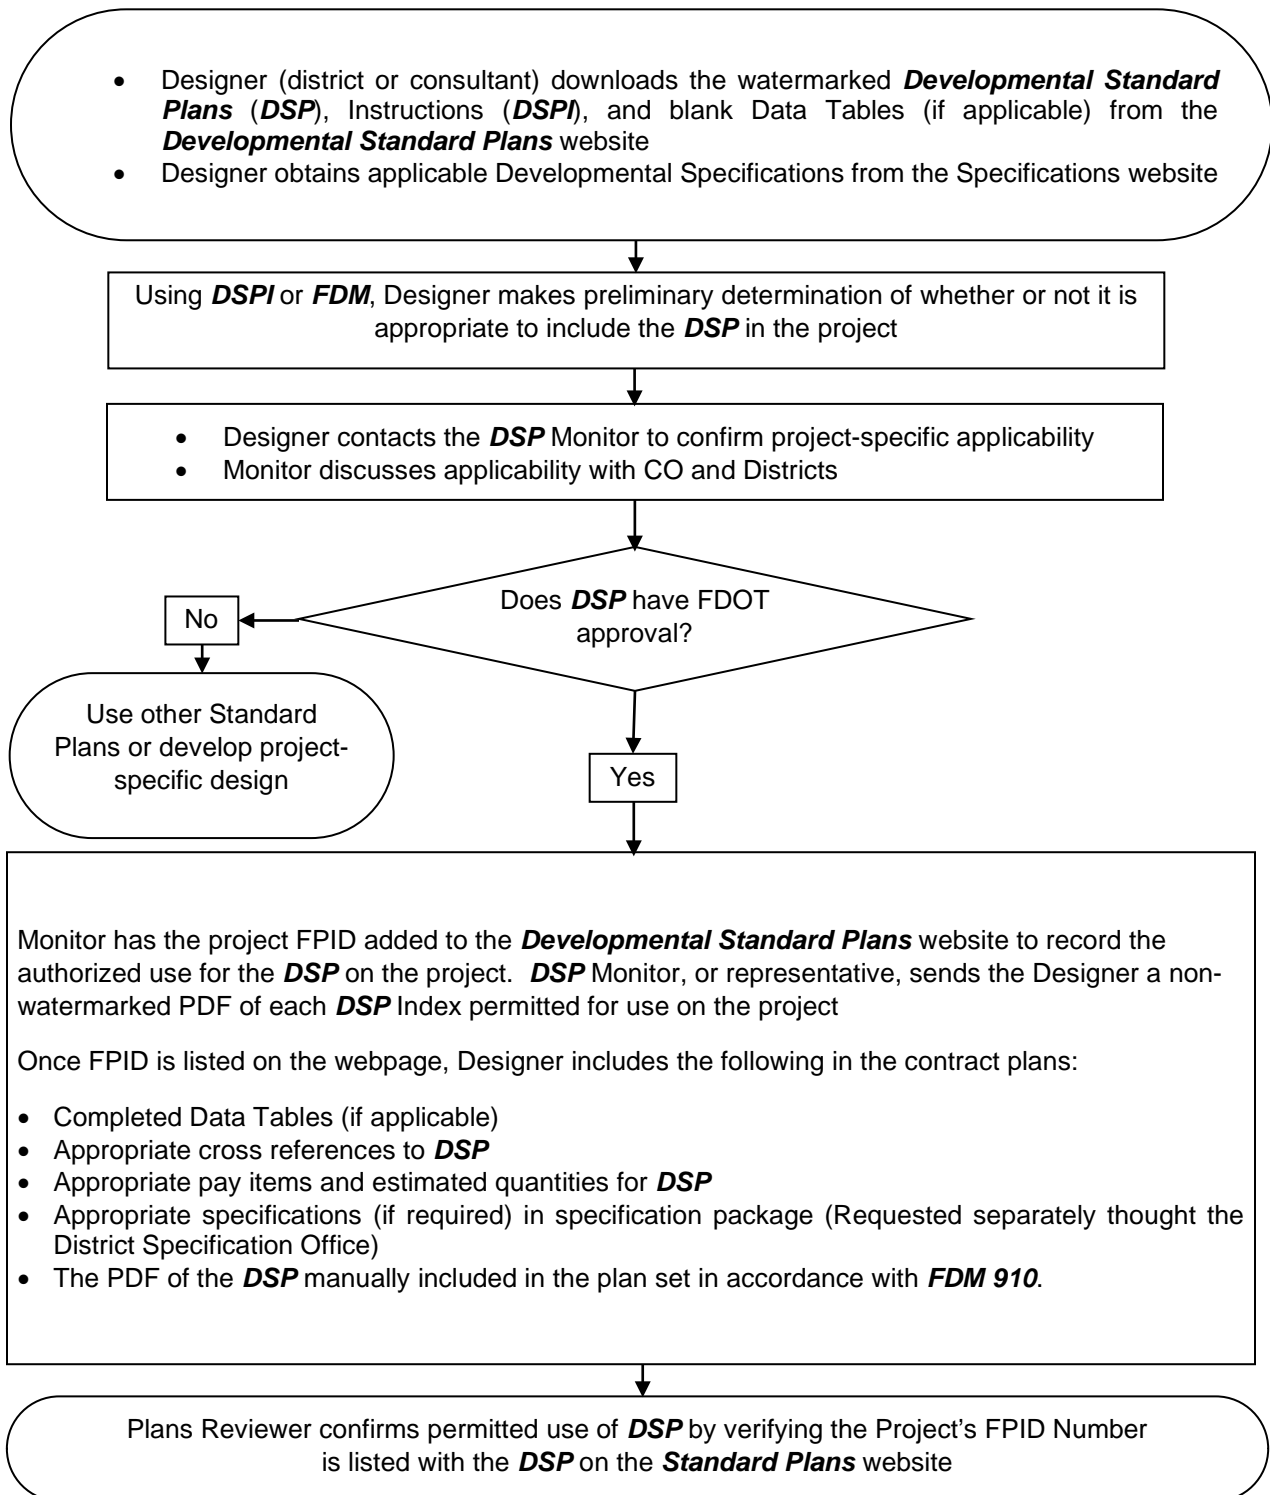 • Designer (district or consultant) downloads the watermarked Developmental Standard
Plans (DSP), Instructions (DSPI), and blank Data Tables (if applicable) from the
Developmental Standard Plans website
• Designer obtains applicable Developmental Specifications from the Specifications website
Using DSPI or FDM, Designer makes preliminary determination of whether or not it is
appropriate to include the DSP in the project
• Designer contacts the DSP Monitor to confirm project-specific applicability
• Monitor discusses applicability with CO and Districts
Does DSP have FDOT
approval?
No
Use other Standard
Plans or develop project-
specific design
Yes
Monitor has the project FPID added to the Developmental Standard Plans website to record the
authorized use for the DSP on the project. DSP Monitor, or representative, sends the Designer a non-
watermarked PDF of each DSP Index permitted for use on the project
Once FPID is listed on the webpage, Designer includes the following in the contract plans:
• Completed Data Tables (if applicable)
• Appropriate cross references to DSP
• Appropriate pay items and estimated quantities for DSP
• Appropriate specifications (if required) in specification package (Requested separately thought the
District Specification Office)
• The PDF of the DSP manually included in the plan set in accordance with FDM 910.
Plans Reviewer confirms permitted use of DSP by verifying the Project's FPID Number
is listed with the DSP on the Standard Plans website